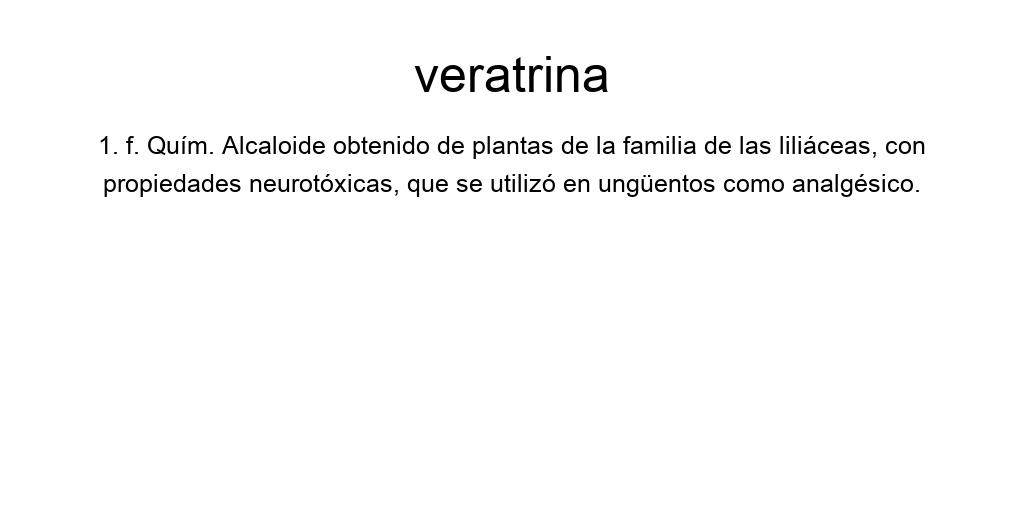 veratrina
1. f. Quím. Alcaloide obtenido de plantas de la familia de las liliáceas, con
propiedades neurotóxicas, que se utilizó en ungüentos como analgésico.